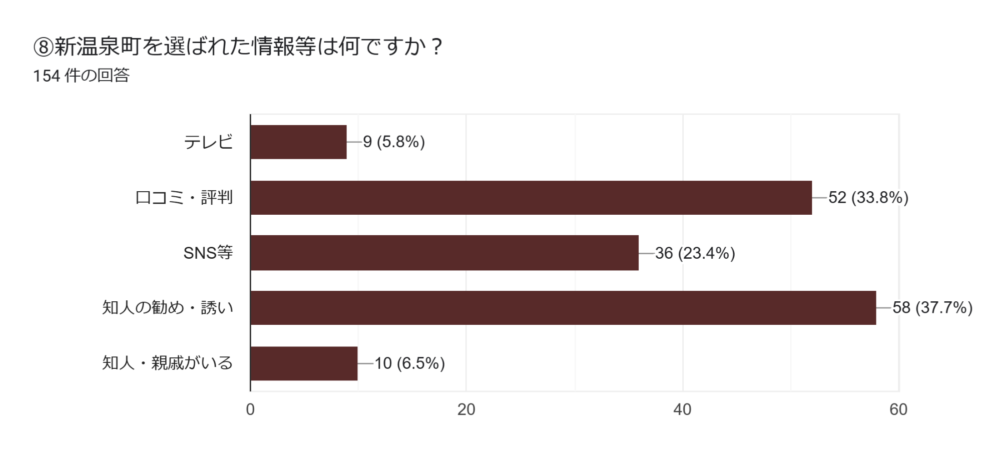 ⑧新温泉町を選ばれた情報等は何ですか？
154 件の回答
テレビ
9 (5.8%)
口コミ・評判
52 (33.8%)
SNS等
36 (23.4%)
知人の勧め・誘い
58 (37.7%)
知人・親戚がいる
10 (6.5%)
0 20 40 60